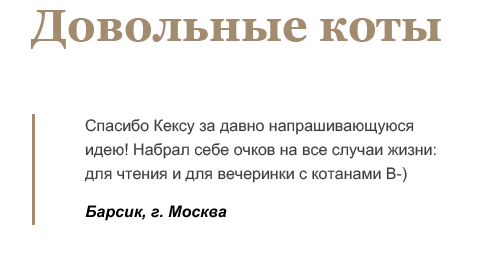 Довольные коты
Спасибо Кексу за давно напрашивающуюся
идею! Набрал себе очков на все случаи жизни:
для чтения и для вечеринки с котанами B-)
Барсик, г. Москва